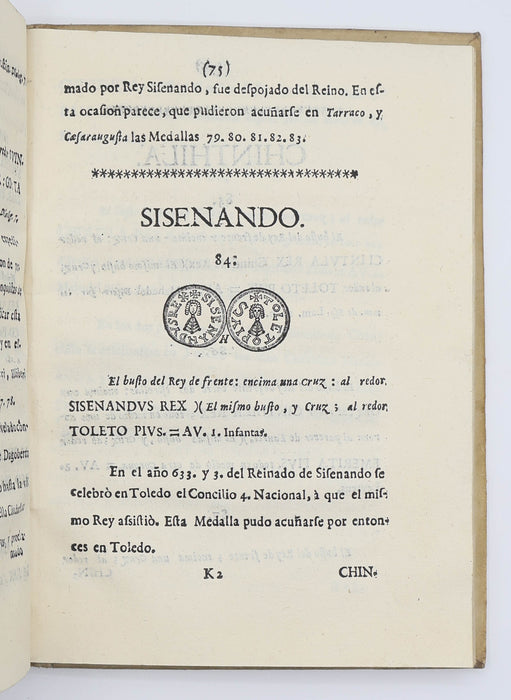 (75)
mado por Rey Sisenando, fue despojado del Reino. En es-
ta ocasion parece, que pudieron acuñarse en Tarraco, y
Cæsaraugusta las Medallas 79. 80. 81. 82. 83.
***********************************
SISENANDO.
84.
SISENANDVSRE
TOLETOPIVS
El busto del Rey de frente: encima una Cruz: al redor
SISENANDVS REX )( El mismo busto, y Cruz; al redor
TOLETO PIVS. = AV. 1. Infantas.
En el año 633. y 3. del Reinado de Sisenando se
celebrò en Toledo el Concilio 4. Nacional, à que el mis-
mo Rey assistiò. Esta Medalla pudo acuñarse por enton-
ces en Toledo.
K2 CHIN-